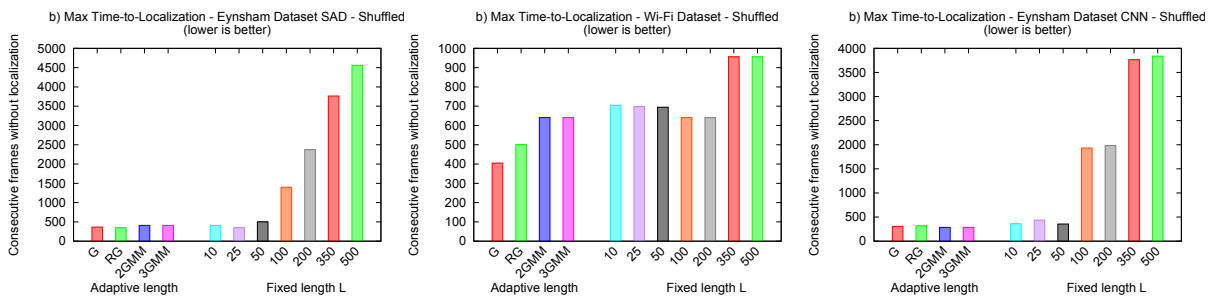 b) Max Time-to-Localization - Eynsham Dataset SAD - Shuffled
(lower is better)
Consecutive frames without localization
5000
4500
4000
3500
3000
2500
2000
1500
1000
500
0
G
RG
2GMM
3GMM
10
25
50
100
200
350
500
Adaptive length
Fixed length L
b) Max Time-to-Localization - Wi-Fi Dataset - Shuffled
(lower is better)
Consecutive frames without localization
1000
900
800
700
600
500
400
300
200
100
0
G
RG
2GMM
3GMM
10
25
50
100
200
350
500
Adaptive length
Fixed length L
b) Max Time-to-Localization - Eynsham Dataset CNN - Shuffled
(lower is better)
Consecutive frames without localization
4000
3500
3000
2500
2000
1500
1000
500
0
G
RG
2GMM
3GMM
10
25
50
100
200
350
500
Adaptive length
Fixed length L